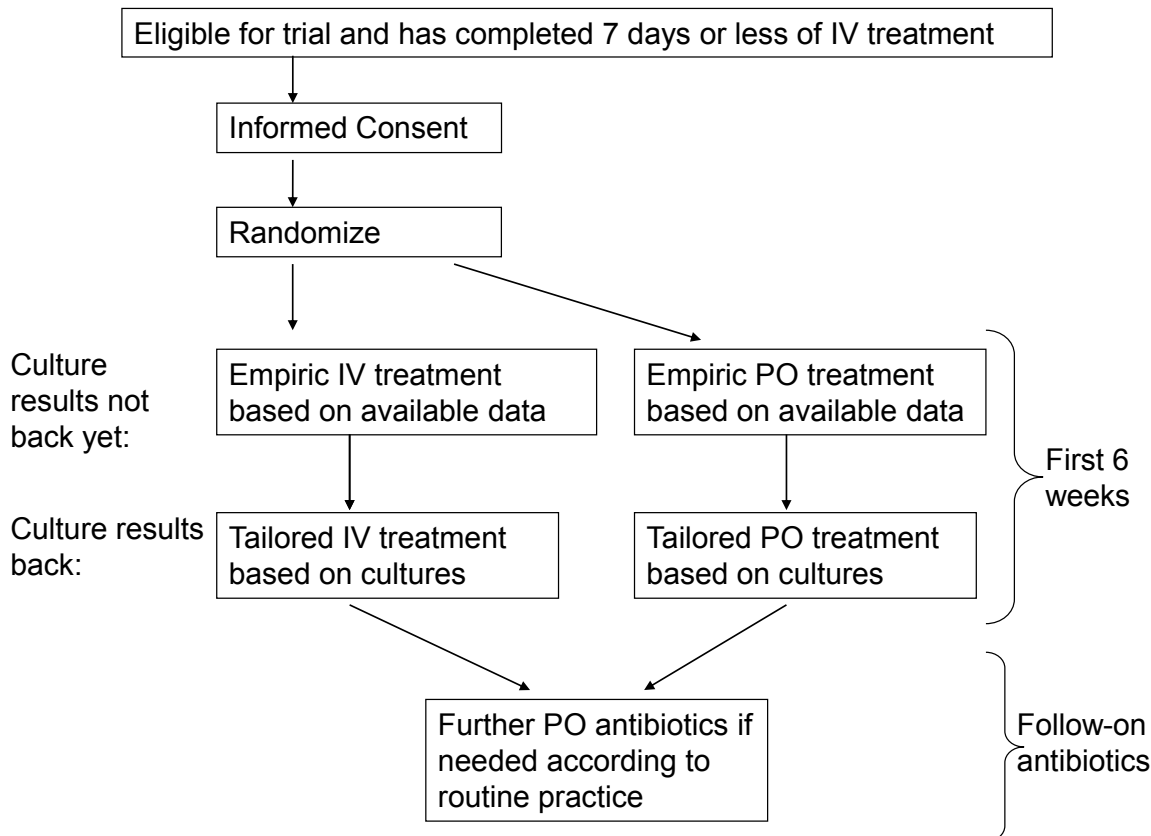 Eligible for trial and has completed 7 days or less of IV treatment
Informed Consent
Randomize
Culture
results not
back yet:
Empiric IV treatment
based on available data
Empiric PO treatment
based on available data
First 6
weeks
Culture results
back:
Tailored IV treatment
based on cultures
Tailored PO treatment
based on cultures
Further PO antibiotics if
needed according to
routine practice
Follow-on
antibiotics